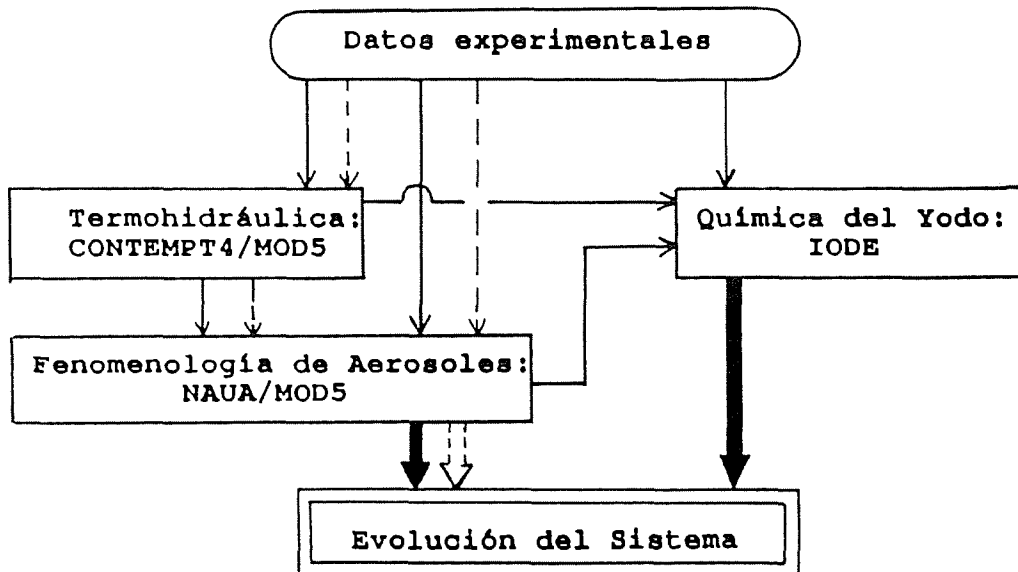 Datos experimentales
Termohidráulica:
CONTEMPT4/MOD5
Química del Yodo:
IODE
Fenomenología de Aerosoles:
NAUA/MOD5
Evolución del Sistema